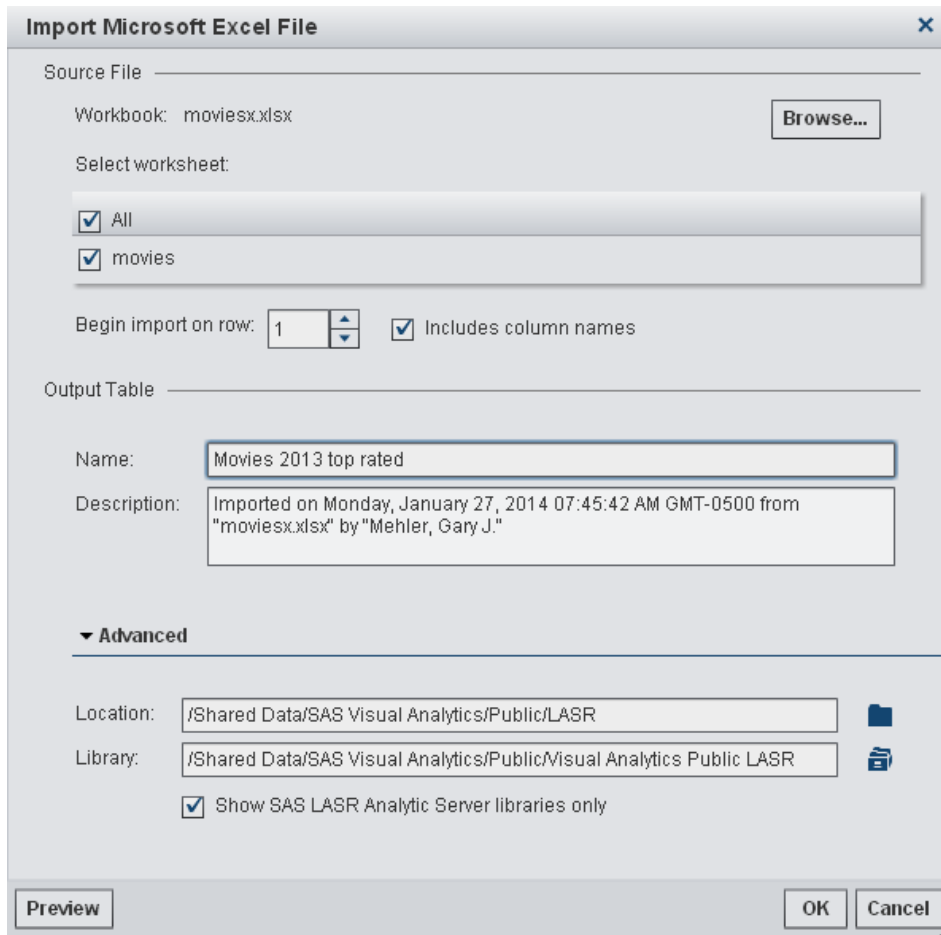 Import Microsoft Excel File
Source File
Workbook: moviesx.xlsx
Browse...
Select worksheet:
All
movies
Begin import on row: 1
Includes column names
Output Table
Name: Movies 2013 top rated
Description: Imported on Monday, January 27, 2014 07:45:42 AM GMT-0500 from
"moviesx.xlsx" by "Mehler, Gary J."
Advanced
Location: /Shared Data/SAS Visual Analytics/Public/LASR
Library: /Shared Data/SAS Visual Analytics/Public/Visual Analytics Public LASR
Show SAS LASR Analytic Server libraries only
Preview
OK
Cancel